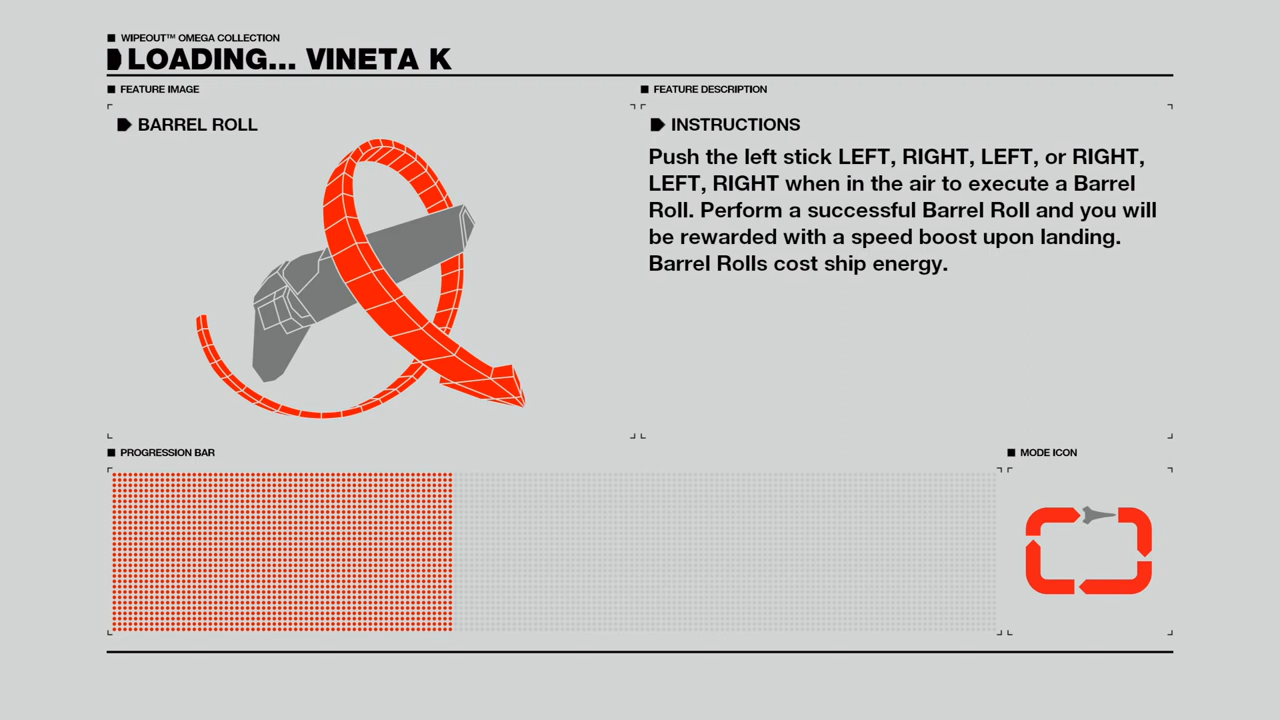 WIPEOUT™ OMEGA COLLECTION
LOADING... VINETA K
FEATURE IMAGE
BARREL ROLL
FEATURE DESCRIPTION
INSTRUCTIONS
Push the left stick LEFT, RIGHT, LEFT, or RIGHT,
LEFT, RIGHT when in the air to execute a Barrel
Roll. Perform a successful Barrel Roll and you will
be rewarded with a speed boost upon landing.
Barrel Rolls cost ship energy.
PROGRESSION BAR
MODE ICON